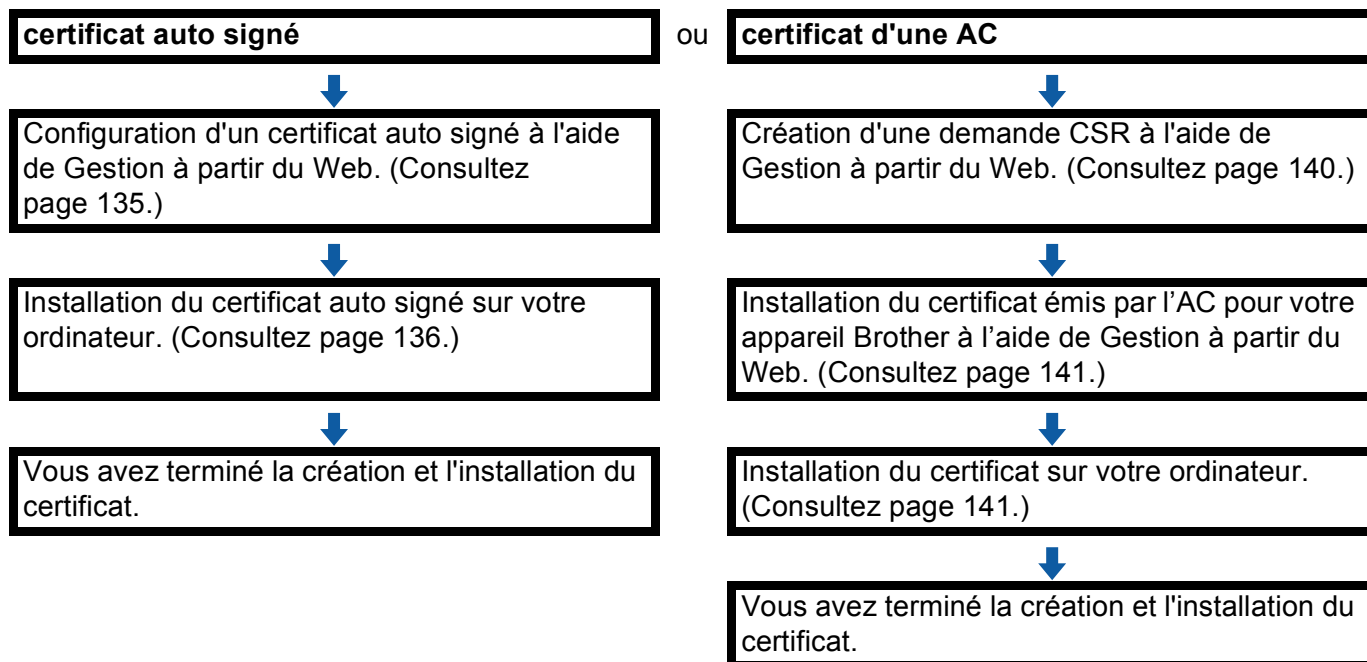 certificat auto signé
ou
certificat d'une AC
Configuration d'un certificat auto signé à l'aide
de Gestion à partir du Web. (Consultez
page 135.)
Création d'une demande CSR à l'aide de
Gestion à partir du Web. (Consultez page 140.)
Installation du certificat auto signé sur votre
ordinateur. (Consultez page 136.)
Installation du certificat émis par l’AC pour votre
appareil Brother à l’aide de Gestion à partir du
Web. (Consultez page 141.)
Vous avez terminé la création et l'installation du
certificat.
Installation du certificat sur votre ordinateur.
(Consultez page 141.)
Vous avez terminé la création et l'installation du
certificat.